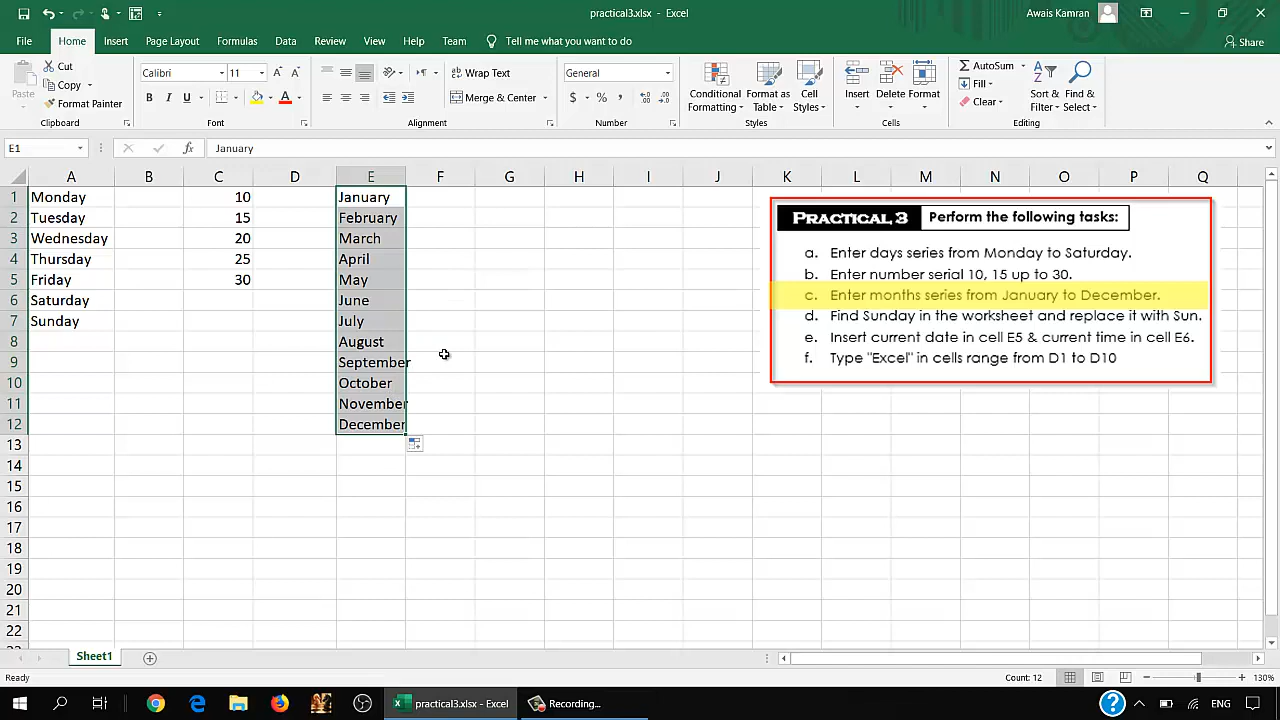 practical3.xlsx - Excel
Awais Kamran
File Home Insert Page Layout Formulas Data Review View Help Team Tell me what you want to do Share
Paste
Cut
Copy
Format Painter
Clipboard
Calibri 11
B I U
Font
Wrap Text
Merge & Center
Alignment
General
$ % ,
Number
Conditional Formatting
Format as Table
Cell Styles
Styles
Insert Delete Format
Cells
AutoSum
Fill
Clear
Sort & Filter
Find & Select
Editing
E1 fx January
A B C D E F G H I J K L M N O P Q
1 Monday 10 January
2 Tuesday 15 February
3 Wednesday 20 March
4 Thursday 25 April
5 Friday 30 May
6 Saturday June
7 Sunday July
8 August
9 September
10 October
11 November
12 December
13
14
15
16
17
18
19
20
21
22
PRACTICAL 3 Perform the following tasks:
a. Enter days series from Monday to Saturday.
b. Enter number serial 10, 15 up to 30.
c. Enter months series from January to December.
d. Find Sunday in the worksheet and replace it with Sun.
e. Insert current date in cell E5 & current time in cell E6.
f. Type "Excel" in cells range from D1 to D10
Sheet1
Ready
Count: 12
130%
practical3.xlsx - Excel
Recording...
ENG